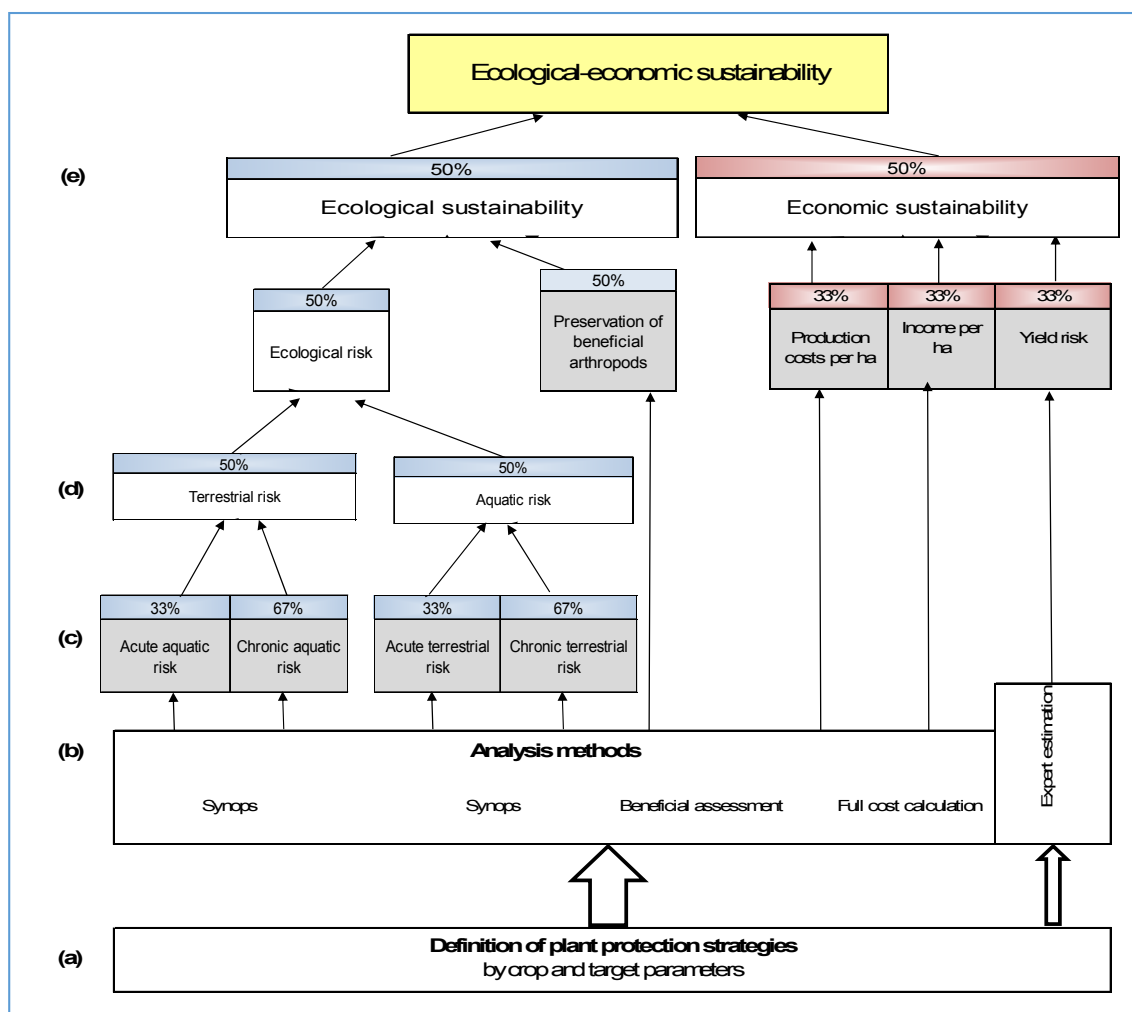 Ecological-economic sustainability
(e)
50%
Ecological sustainability
50%
Economic sustainability
50%
Ecological risk
50%
Preservation of
beneficial
arthropods
33%
Production
costs per ha
33%
Income per
ha
33%
Yield risk
(d)
50%
Terrestrial risk
50%
Aquatic risk
(c)
33%
Acute aquatic
risk
67%
Chronic aquatic
risk
33%
Acute terrestrial
risk
67%
Chronic terrestrial
risk
(b)
Analysis methods
Synops
Synops
Beneficial assessment
Full cost calculation
Expert estimation
(a)
Definition of plant protection strategies
by crop and target parameters